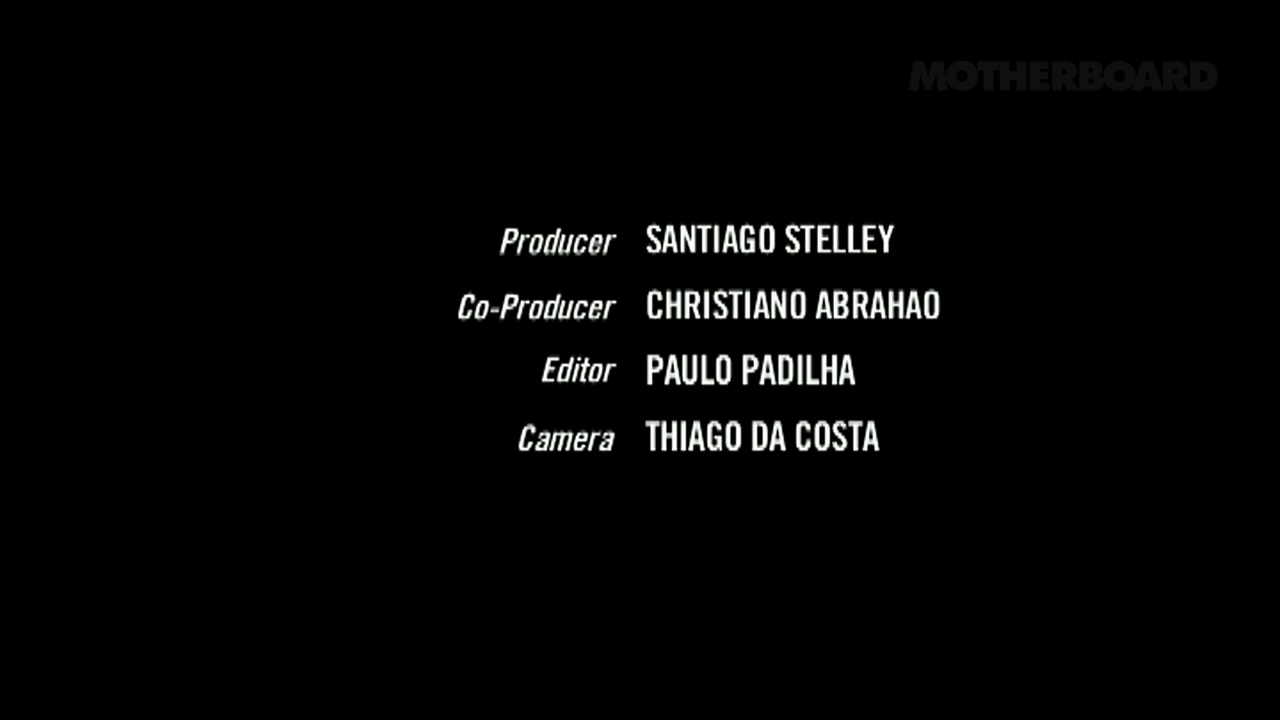 MOTHERBOARD
Producer SANTIAGO STELLEY
Co-Producer CHRISTIANO ABRAHAO
Editor PAULO PADILHA
Camera THIAGO DA COSTA